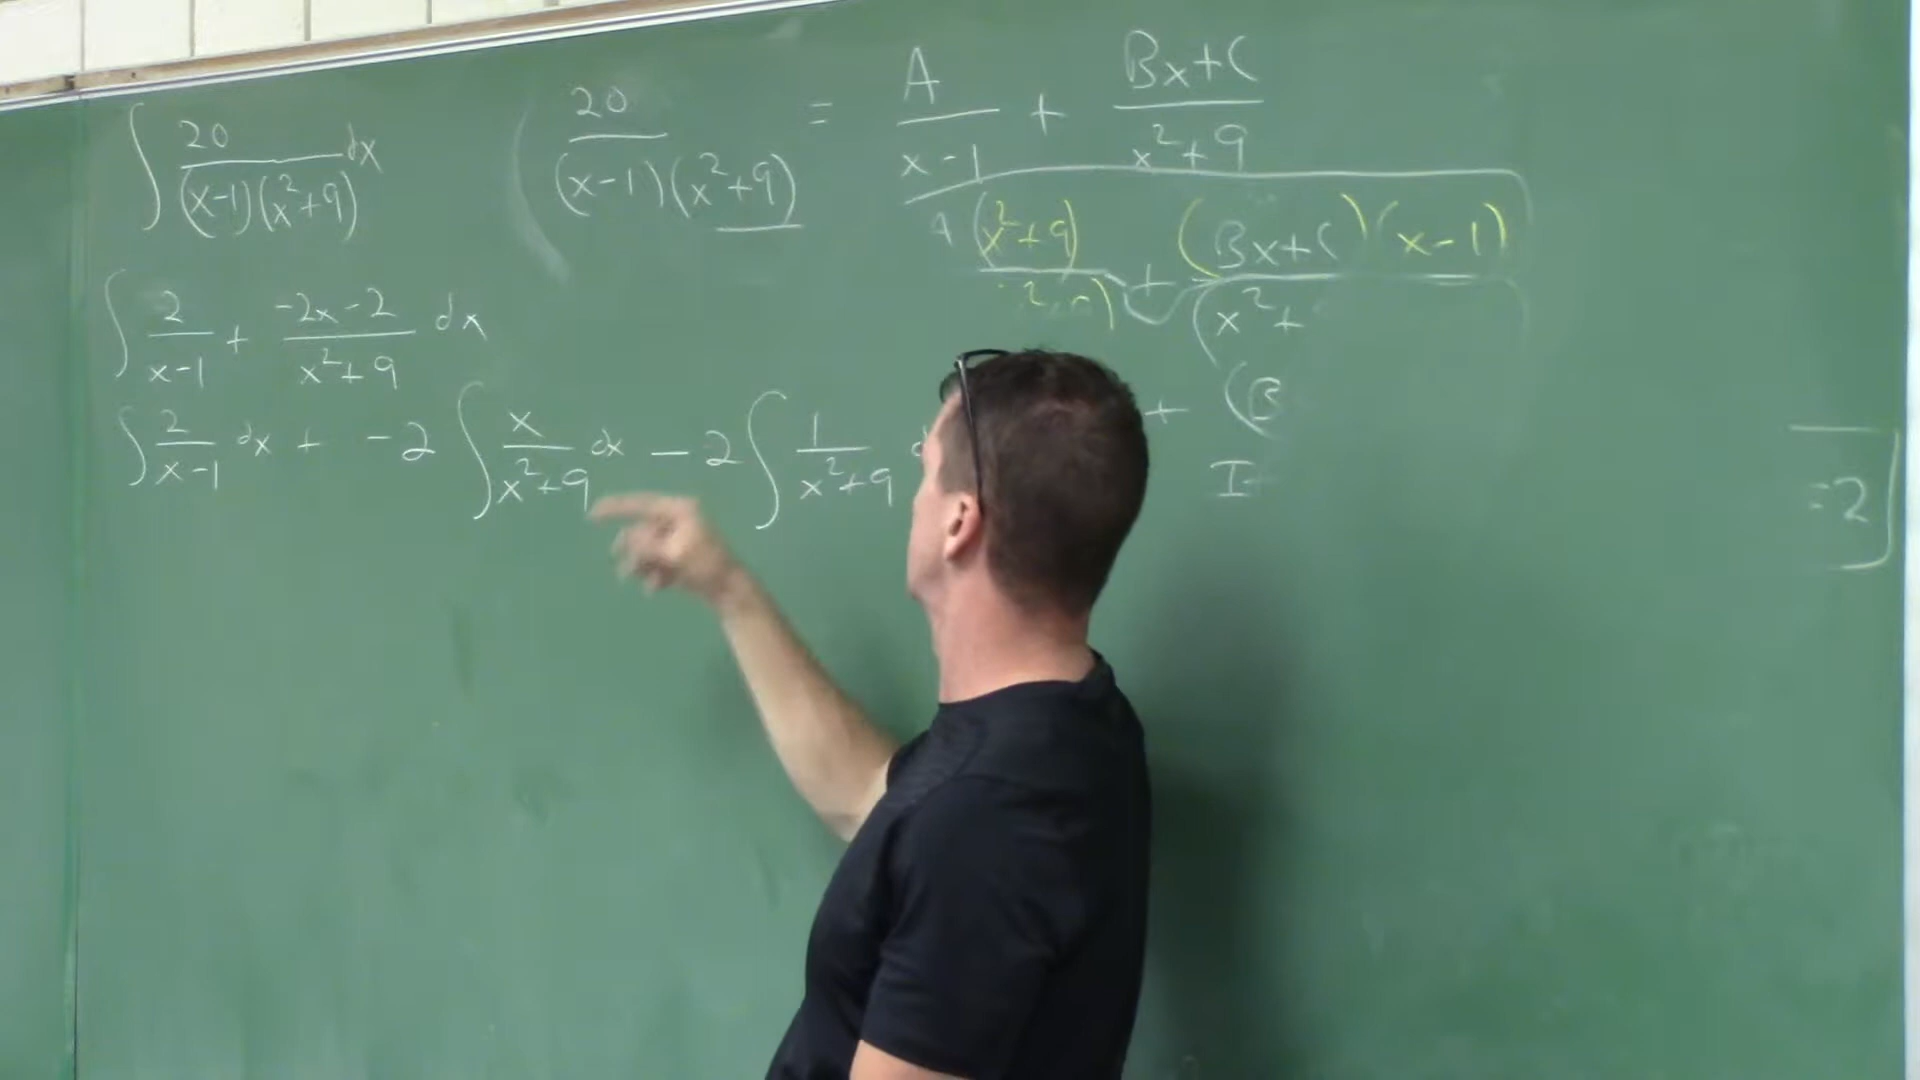 ∫ 20/((x-1)(x²+9)) dx
20/((x-1)(x²+9)) = A/(x-1) + (Bx+C)/(x²+9)
(x²+9) + (Bx+C)(x-1)
(x²+
∫ 2/(x-1) + (-2x-2)/(x²+9) dx
+ (B
∫ 2/(x-1) dx + -2 ∫ x/(x²+9) dx - 2 ∫ 1/(x²+9)
=2